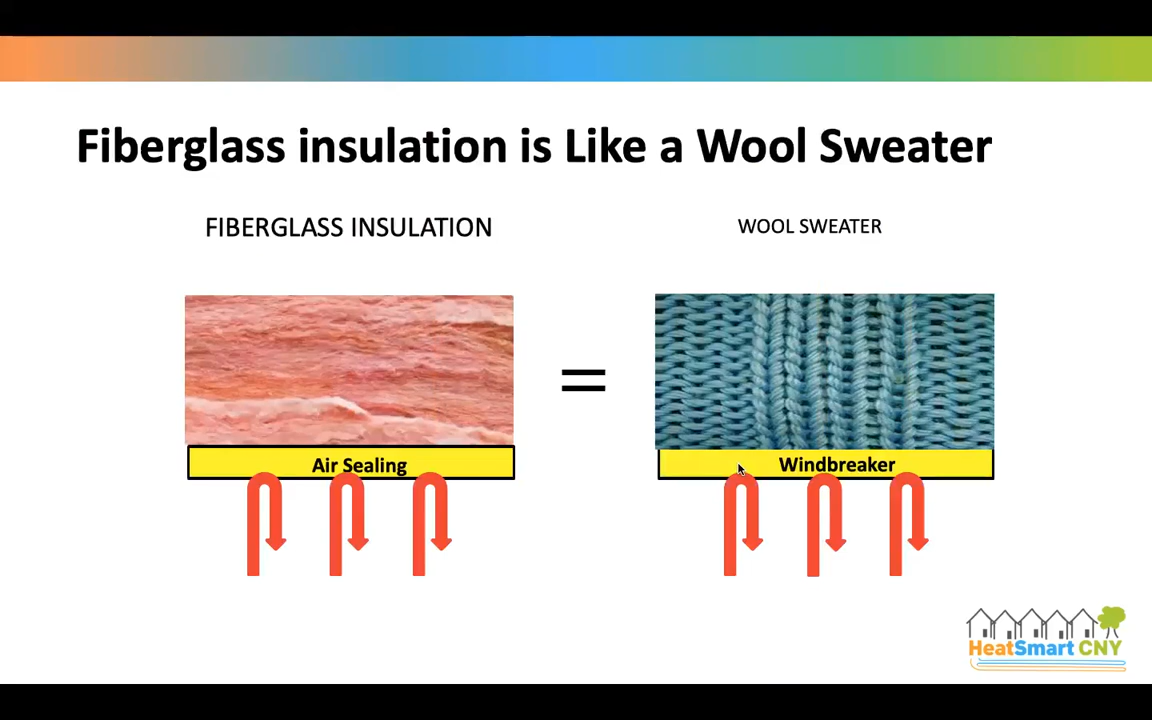 Fiberglass insulation is Like a Wool Sweater
FIBERGLASS INSULATION
WOOL SWEATER
=
Air Sealing
Windbreaker
HeatSmart CNY